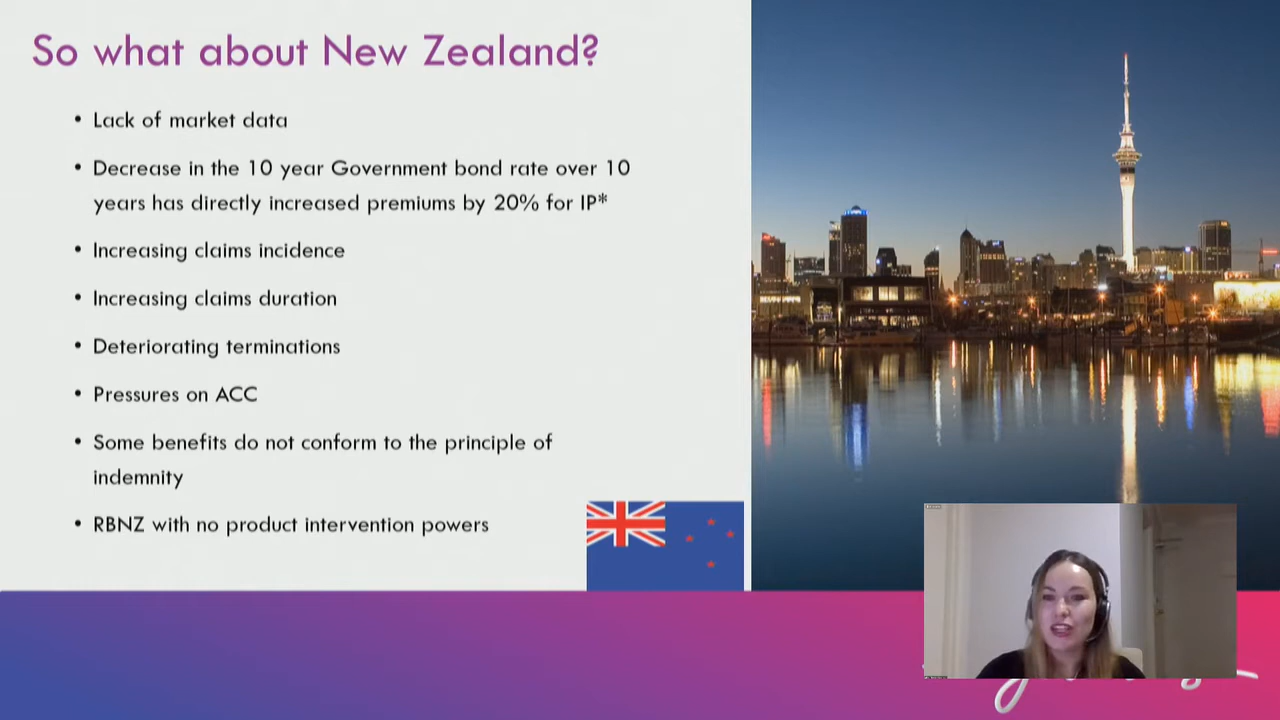 So what about New Zealand?
• Lack of market data
• Decrease in the 10 year Government bond rate over 10
years has directly increased premiums by 20% for IP*
• Increasing claims incidence
• Increasing claims duration
• Deteriorating terminations
• Pressures on ACC
• Some benefits do not conform to the principle of
indemnity
• RBNZ with no product intervention powers